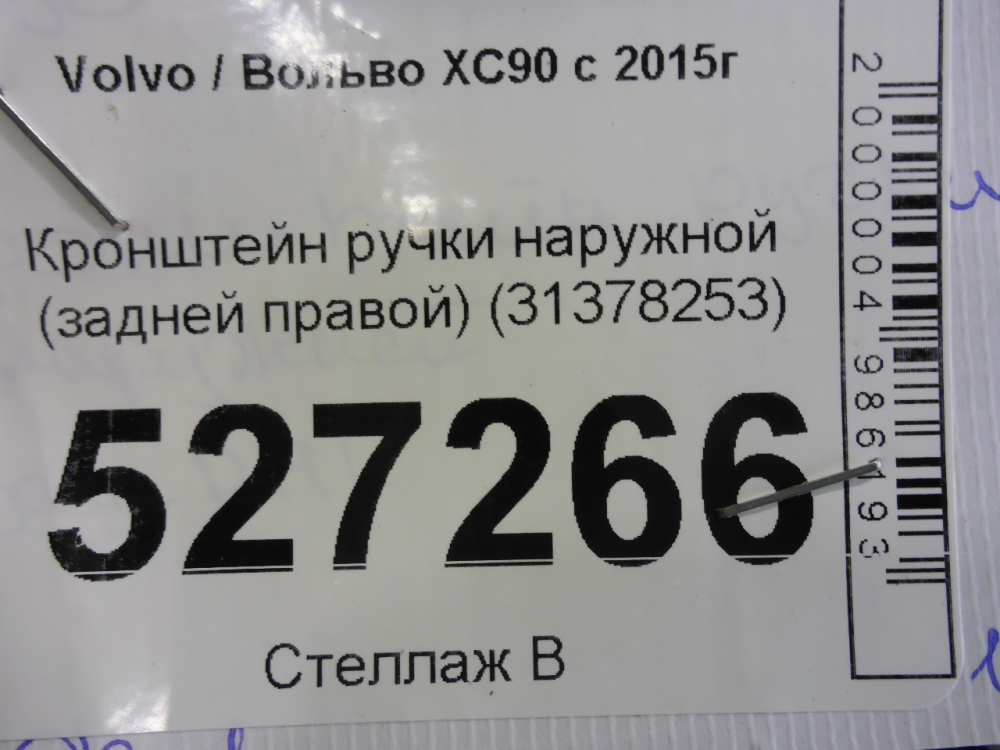 Volvo / Вольво XC90 с 2015г
Кронштейн ручки наружной
(задней правой) (31378253)
527266
Стеллаж В
2000004986193